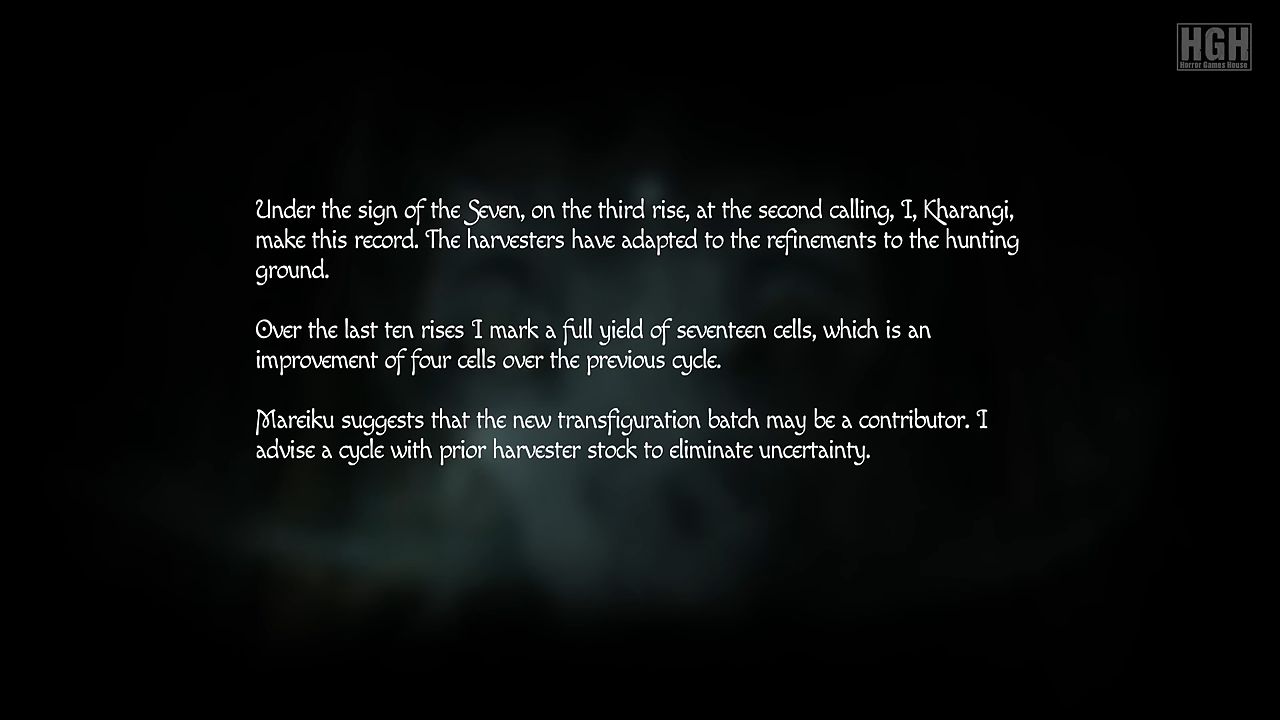 HGH
Horror Games House
Under the sign of the Seven, on the third rise, at the second calling, I, Kharangi,
make this record. The harvesters have adapted to the refinements to the hunting
ground.
Over the last ten rises I mark a full yield of seventeen cells, which is an
improvement of four cells over the previous cycle.
Mareiku suggests that the new transfiguration batch may be a contributor. I
advise a cycle with prior harvester stock to eliminate uncertainty.